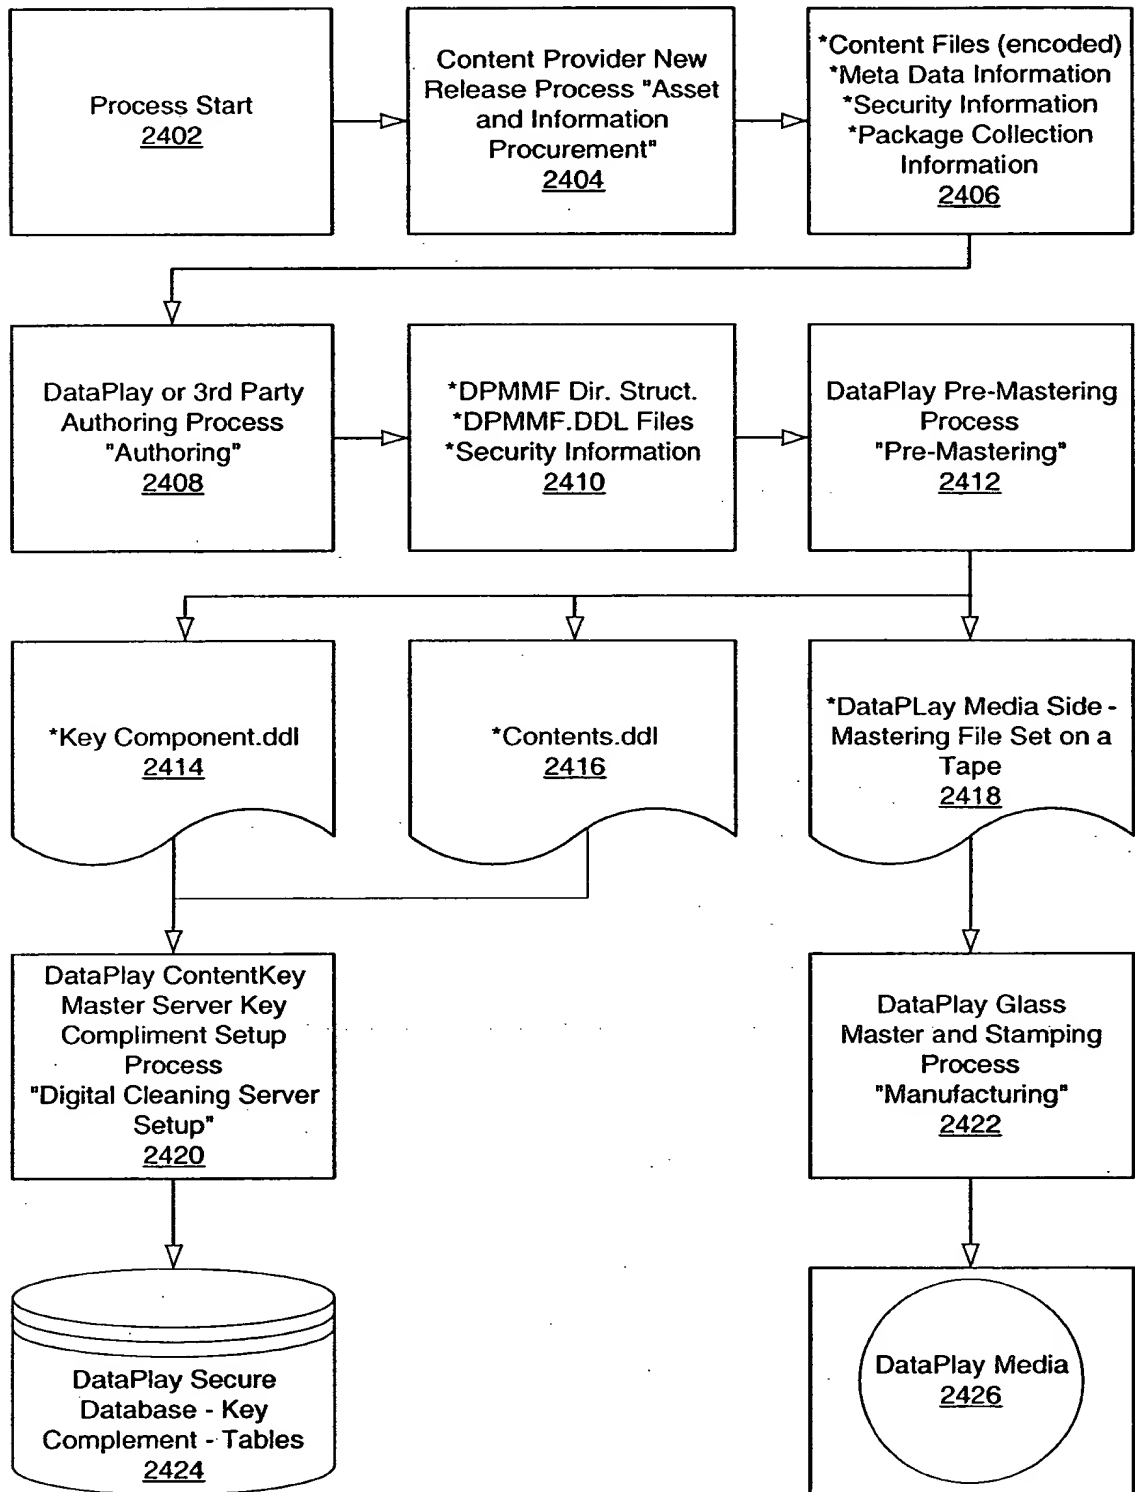 Process Start
2402
Content Provider New
Release Process "Asset
and Information
Procurement"
2404
*Content Files (encoded)
*Meta Data Information
*Security Information
*Package Collection
Information
2406
DataPlay or 3rd Party
Authoring Process
"Authoring"
2408
*DPMMF Dir. Struct.
*DPMMF.DDL Files
*Security Information
2410
DataPlay Pre-Mastering
Process
"Pre-Mastering"
2412
*Key Component.ddl
2414
*Contents.ddl
2416
*DataPLay Media Side -
Mastering File Set on a
Tape
2418
DataPlay ContentKey
Master Server Key
Compliment Setup
Process
"Digital Cleaning Server
Setup"
2420
DataPlay Glass
Master and Stamping
Process
"Manufacturing"
2422
DataPlay Secure
Database - Key
Complement - Tables
2424
DataPlay Media
2426